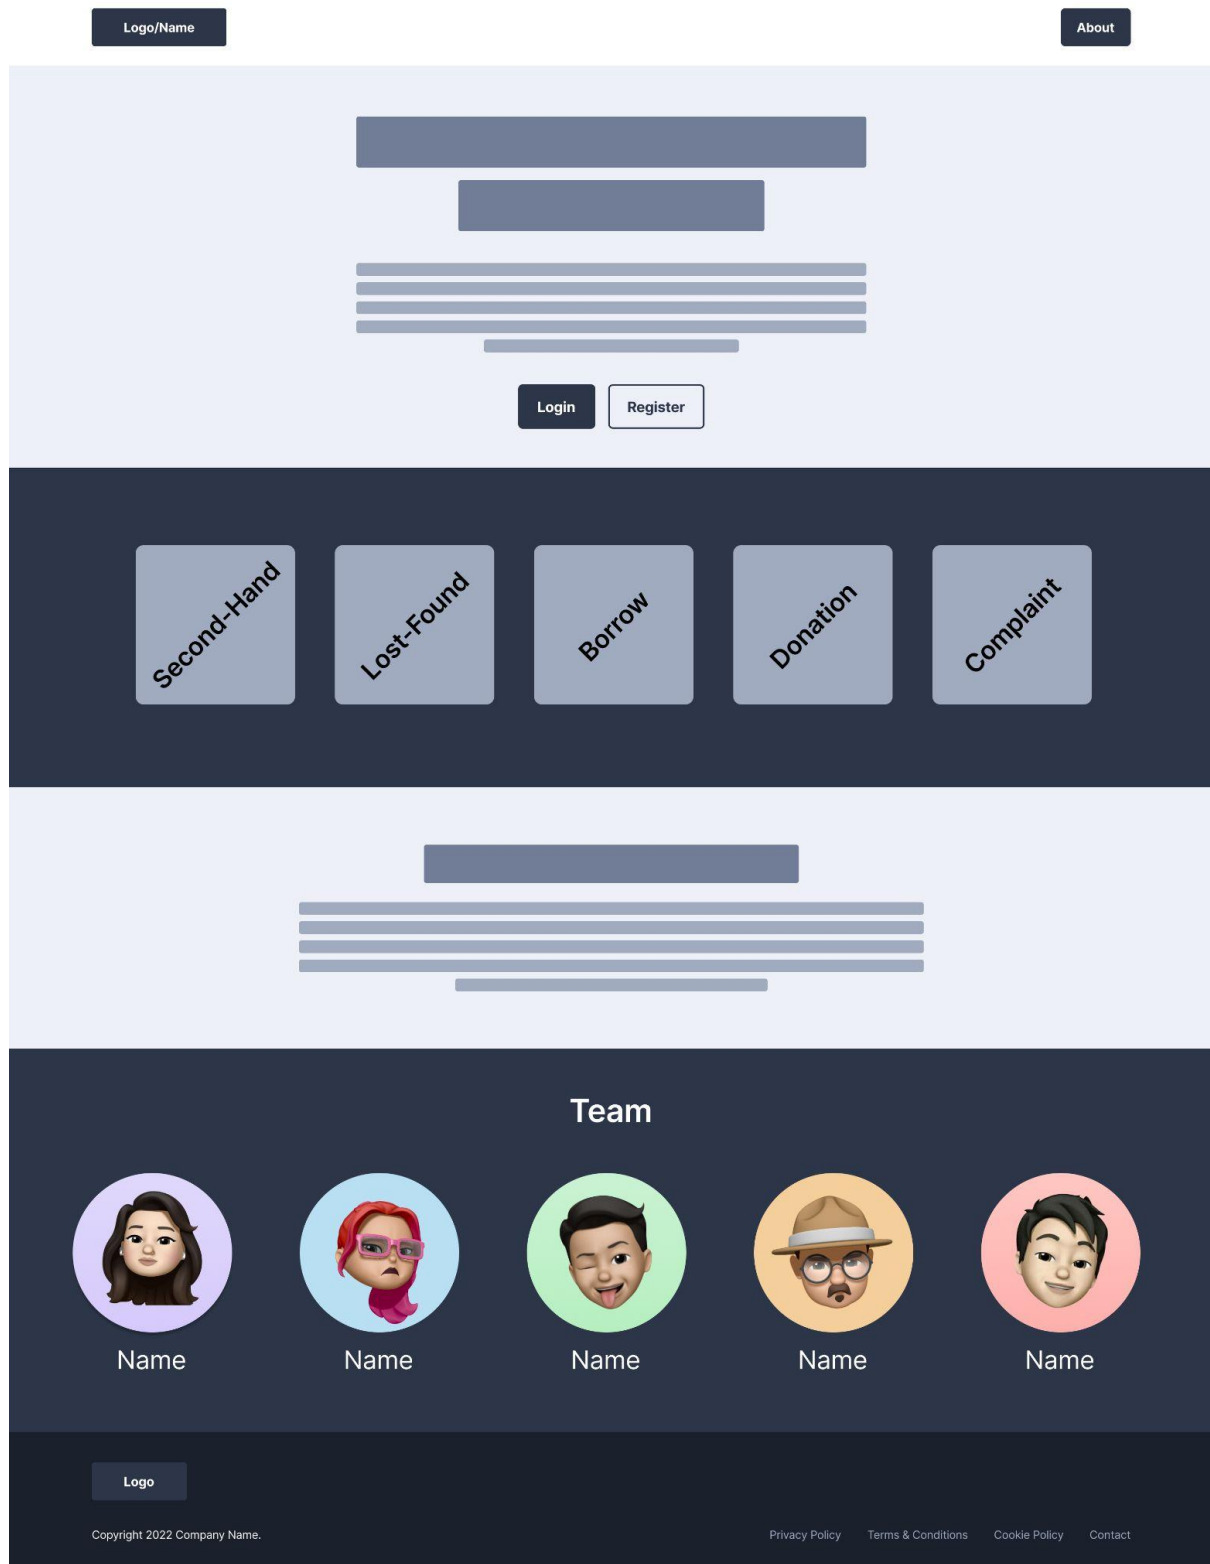 Logo/Name
About
Login
Register
Second-Hand
Lost-Found
Borrow
Donation
Complaint
Team
Name
Name
Name
Name
Name
Logo
Copyright 2022 Company Name.
Privacy Policy
Terms & Conditions
Cookie Policy
Contact